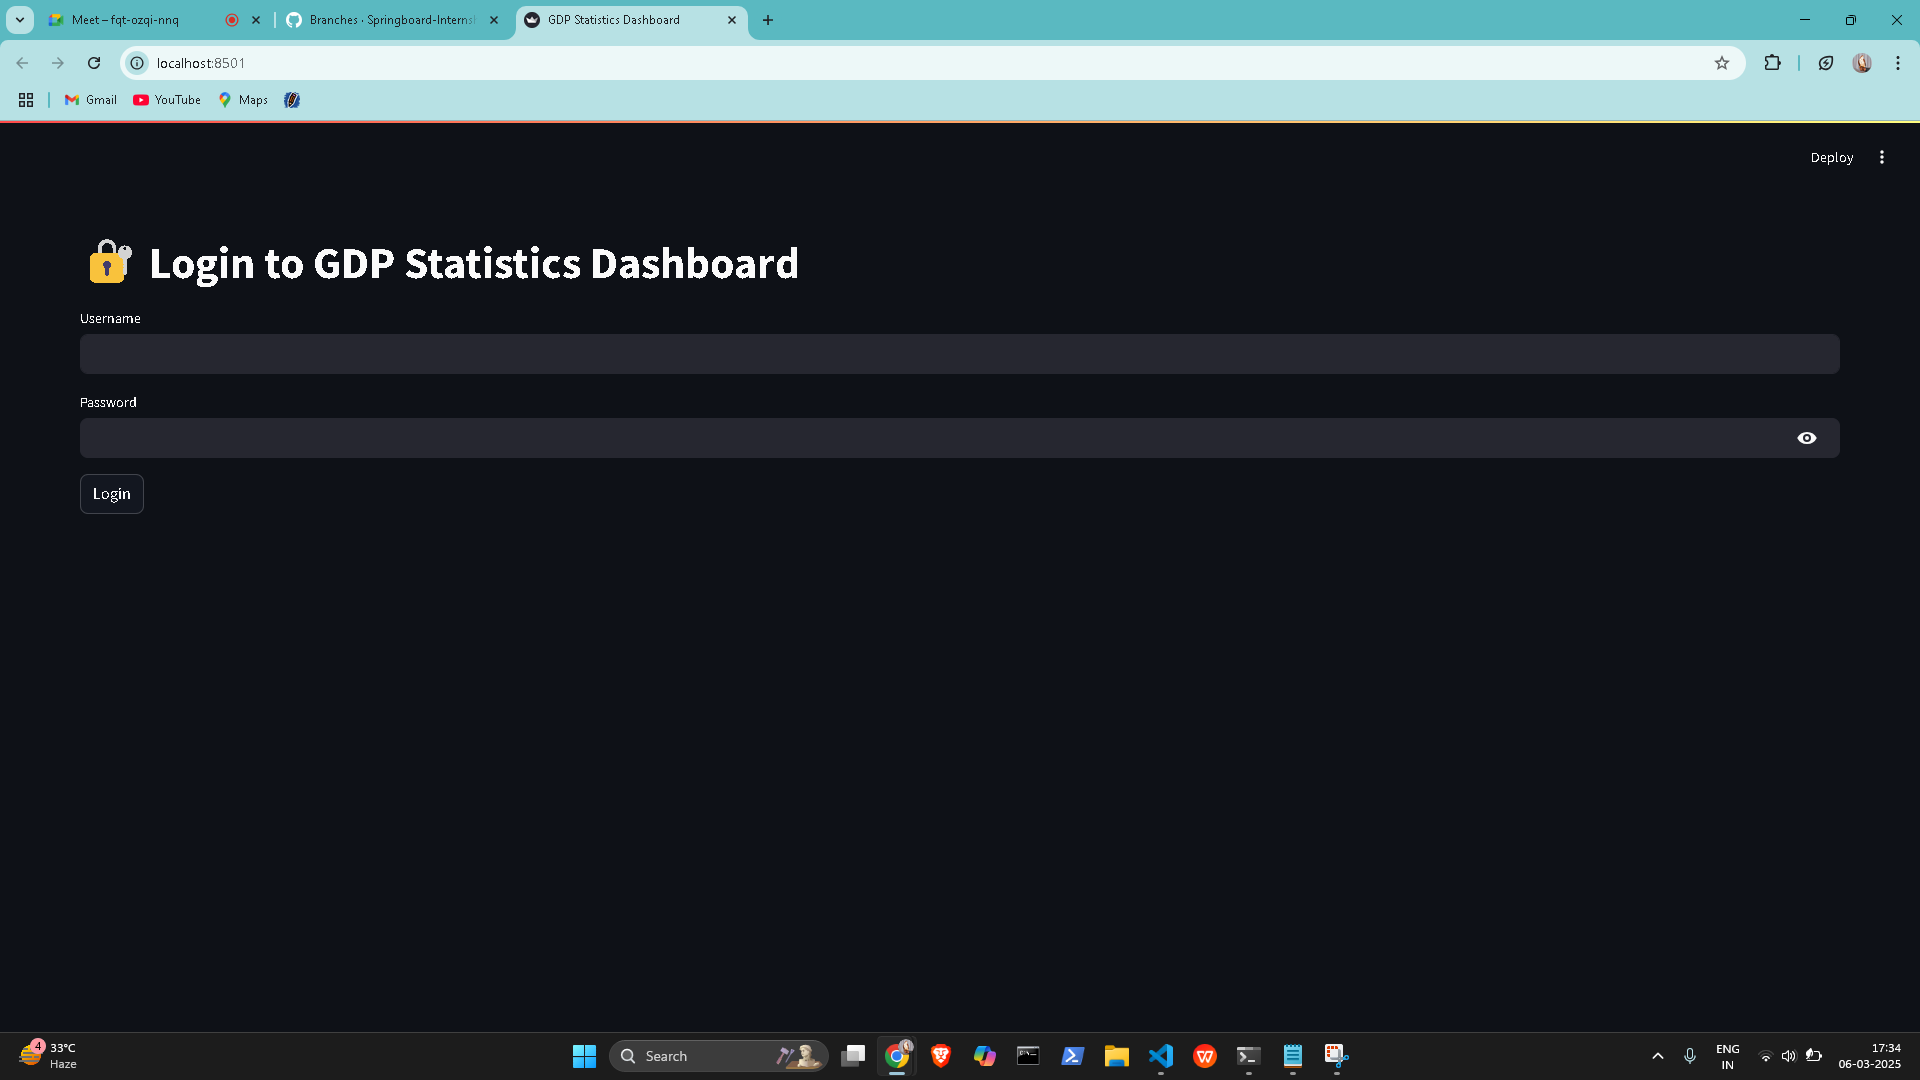 Meet – fqt-ozqi-nnq
Branches · Springboard-Interns
GDP Statistics Dashboard
localhost:8501
Gmail
YouTube
Maps
Deploy
Login to GDP Statistics Dashboard
Username
Password
Login
4
33°C
Haze
Search
ENG
IN
17:34
06-03-2025